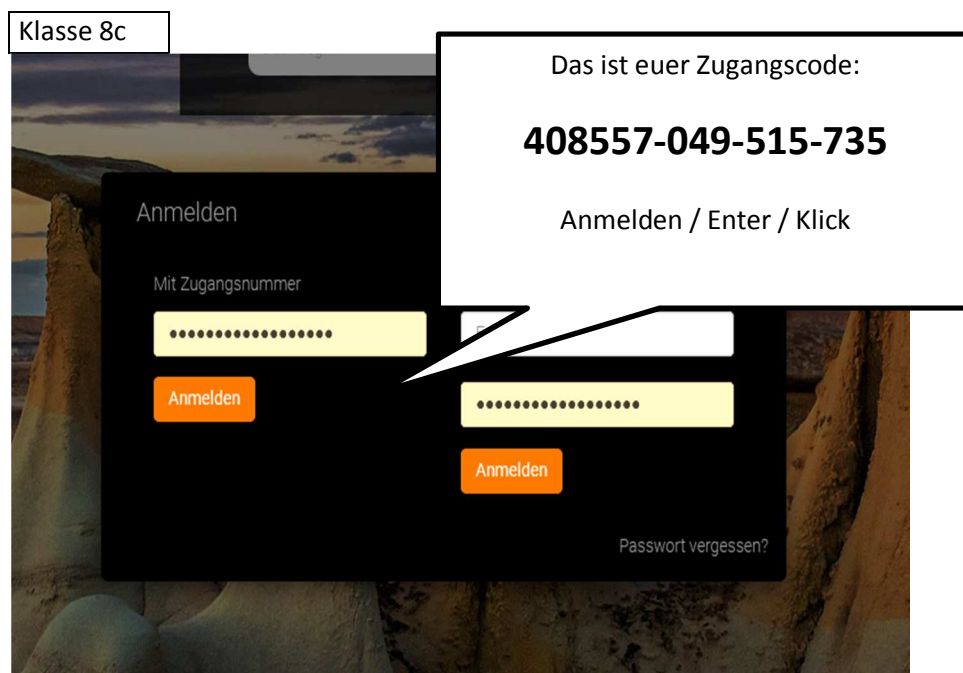 Klasse 8c
Das ist euer Zugangscode:
408557-049-515-735
Anmelden / Enter / Klick
Anmelden
Mit Zugangsnummer
••••••••••••••••••
Anmelden
••••••••••••••••••
Anmelden
Passwort vergessen?